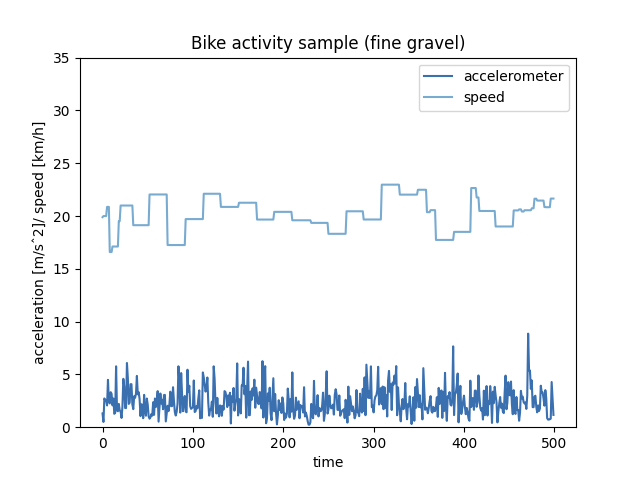 Bike activity sample (fine gravel)
accelerometer
speed
acceleration [m/s^2]/ speed [km/h]
35
30
25
20
15
10
5
0
0 100 200 300 400 500
time